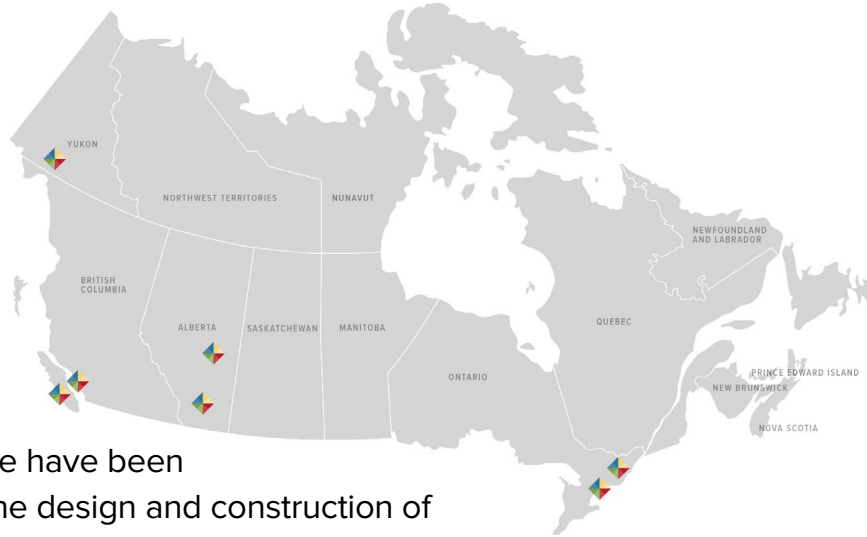 YUKON
NORTHWEST TERRITORIES
NUNAVUT
NEWFOUNDLAND
AND LABRADOR
BRITISH
COLUMBIA
ALBERTA
SASKATCHEWAN
MANITOBA
QUEBEC
ONTARIO
PRINCE EDWARD ISLAND
NEW BRUNSWICK
NOVA SCOTIA
e have been
ne design and construction of